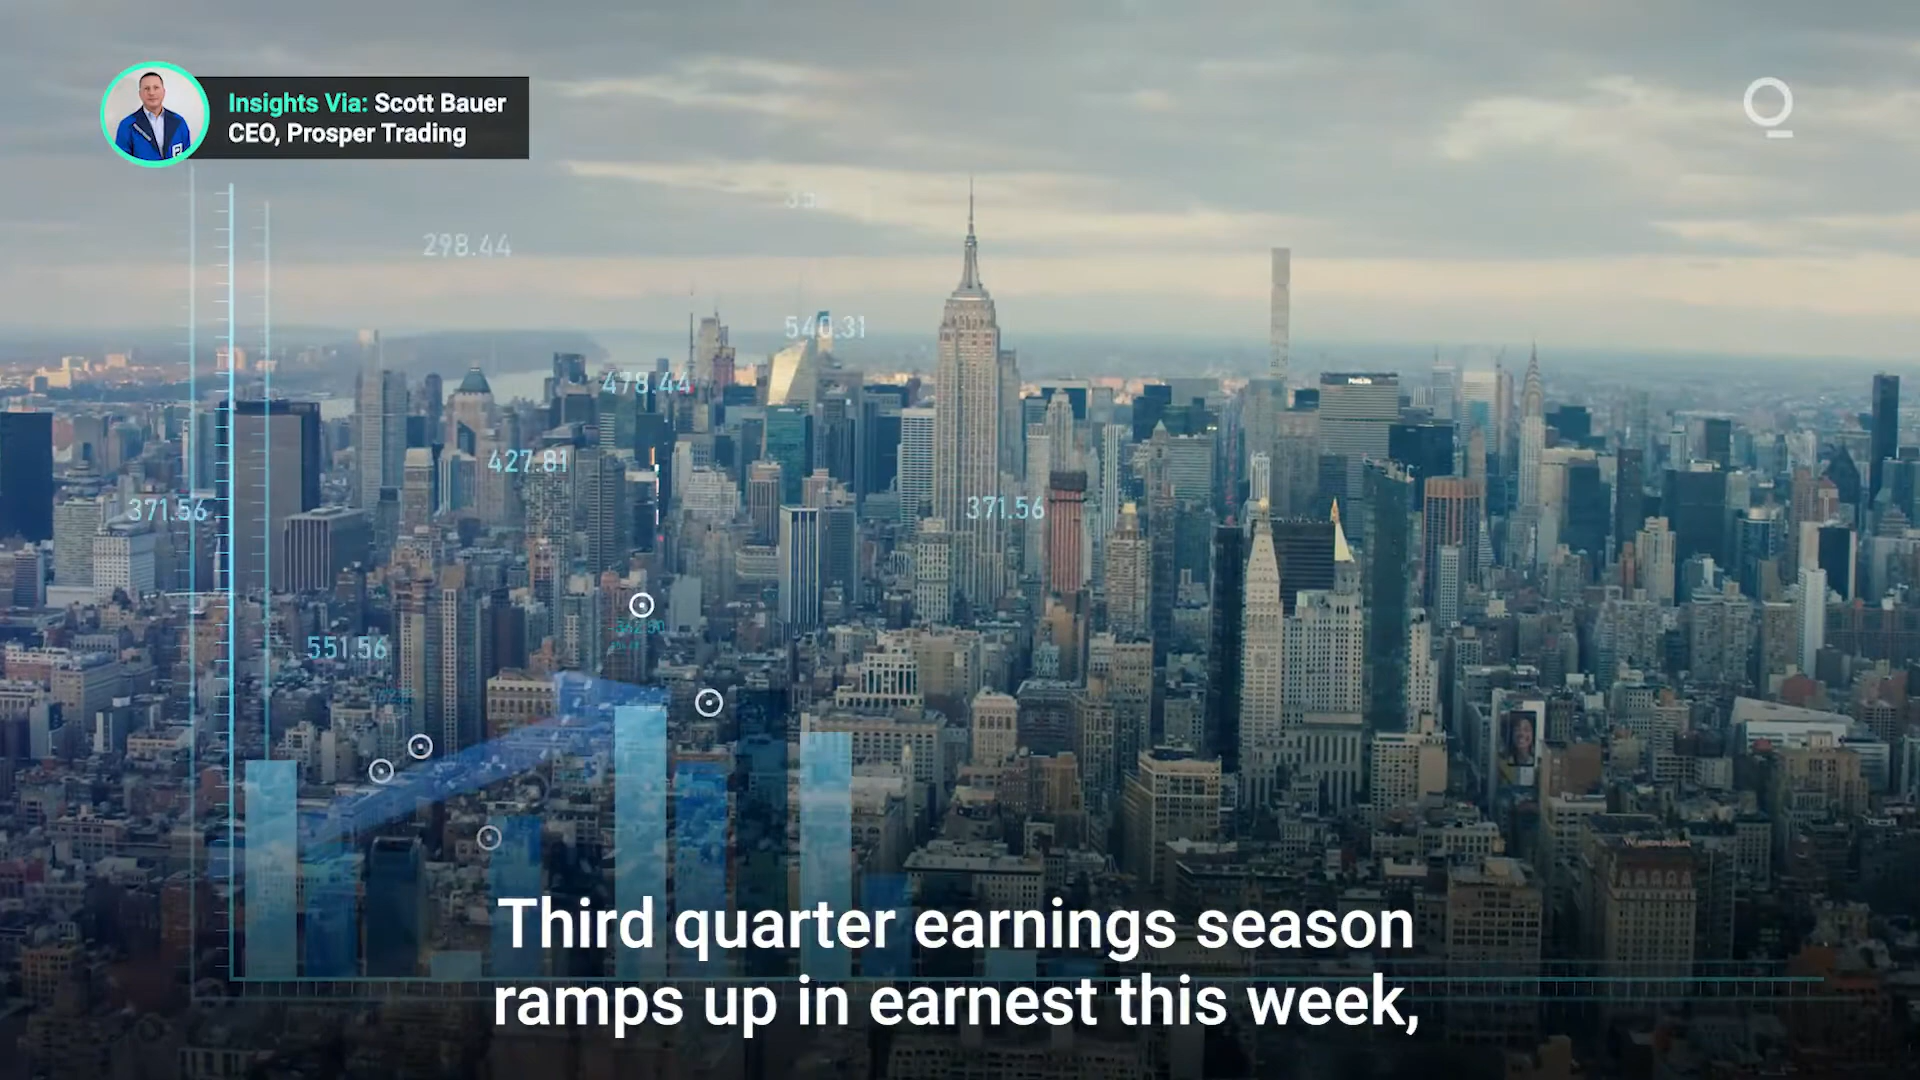 Insights Via: Scott Bauer
CEO, Prosper Trading
298.44
540.31
478.44
MetLife
427.81
371.56
371.56
551.56
Third quarter earnings season
ramps up in earnest this week,